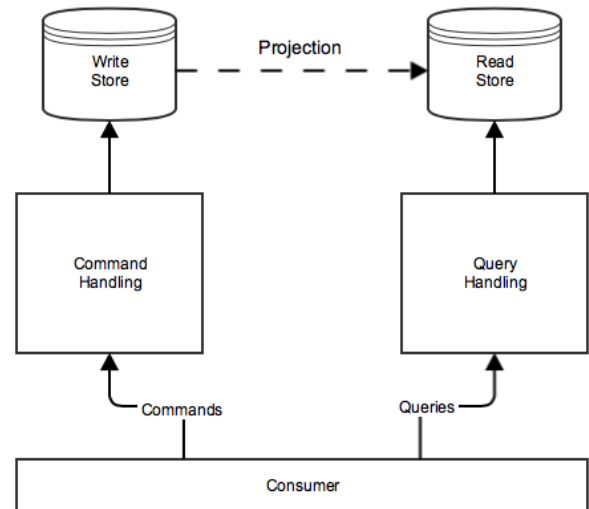 Projection
Write
Store
Read
Store
Command
Handling
Query
Handling
Commands
Queries
Consumer